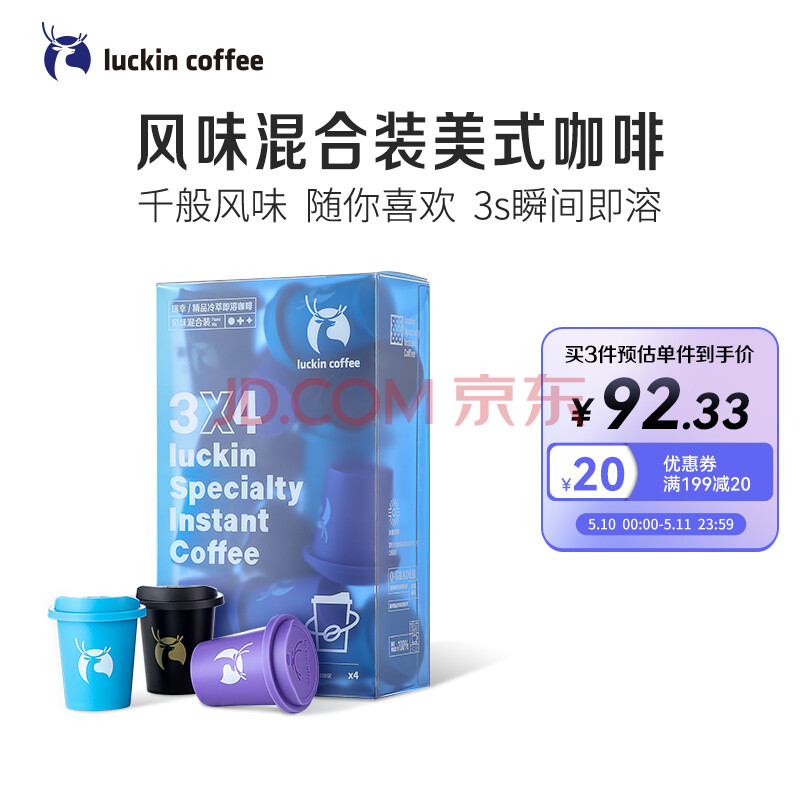 luckin coffee
风味混合装美式咖啡
千般风味 随你喜欢 3s瞬间即溶
瑞幸/精品冷萃即溶咖啡
风味混合装
luckin coffee
JD.COM 京东
3X4
luckin
Specialty
Instant
Coffee
x4
买3件预估单件到手价
¥ 92.33
¥20
优惠券
满199减20
5.10 00:00-5.11 23:59